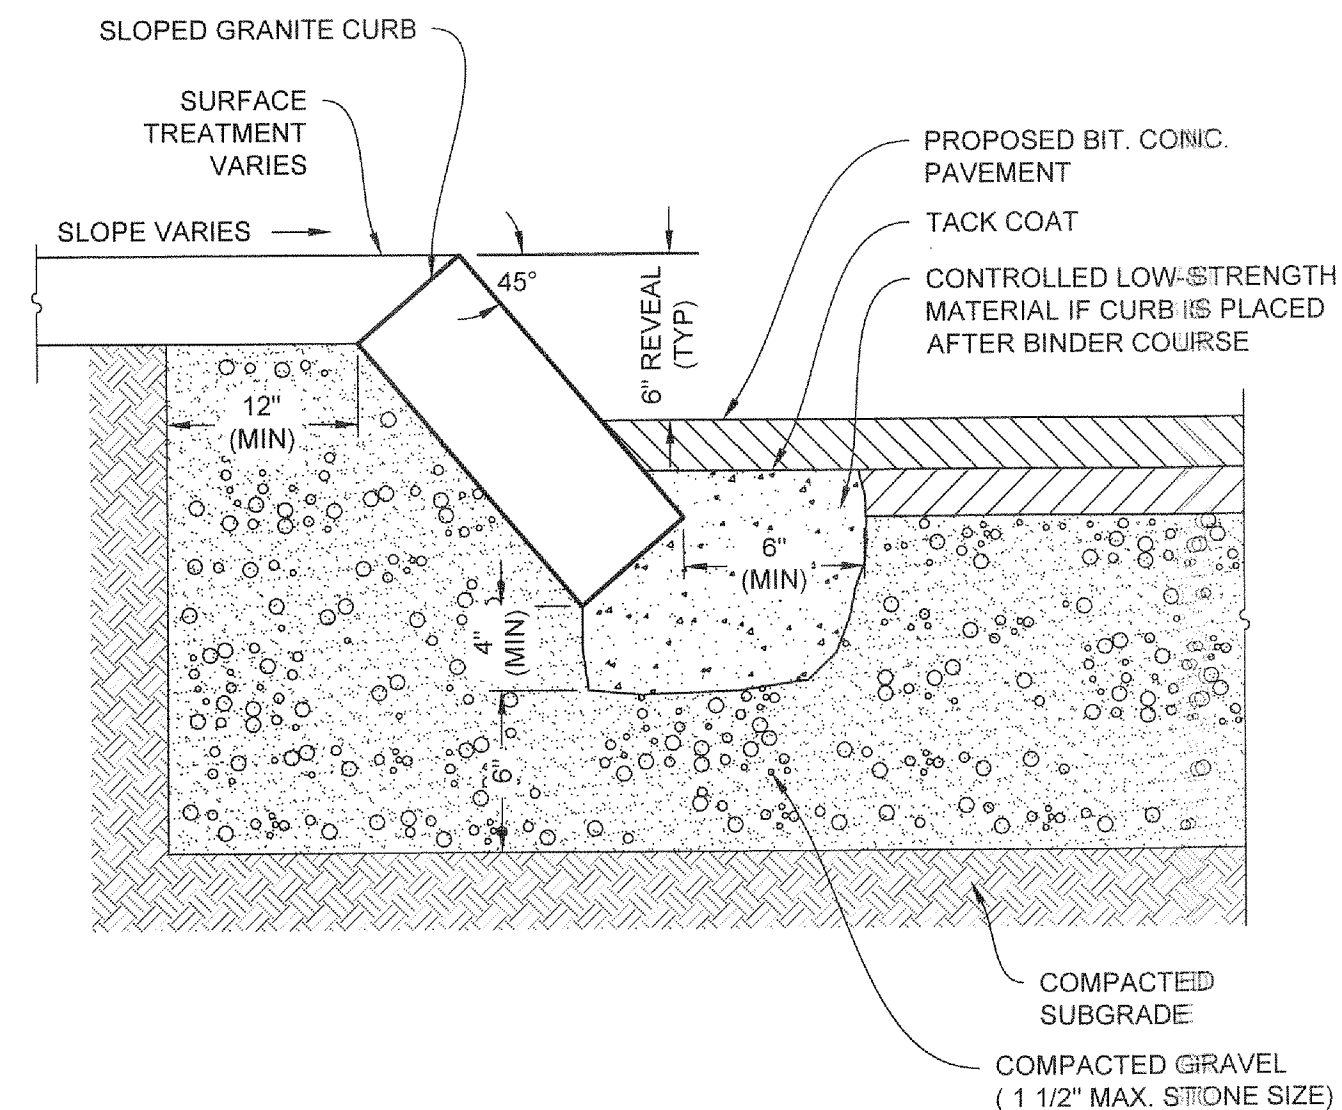 SLOPED GRANITE CURB
SURFACE
TREATMENT
VARIES
SLOPE VARIES
45°
6" REVEAL
(TYP)
PROPOSED BIT. CONC.
PAVEMENT
TACK COAT
CONTROLLED LOW-STRENGTH
MATERIAL IF CURB IS PLACED
AFTER BINDER COURSE
12"
(MIN)
6"
(MIN)
4"
(MIN)
6"
COMPACTED
SUBGRADE
COMPACTED GRAVEL
( 1 1/2" MAX. STONE SIZE)